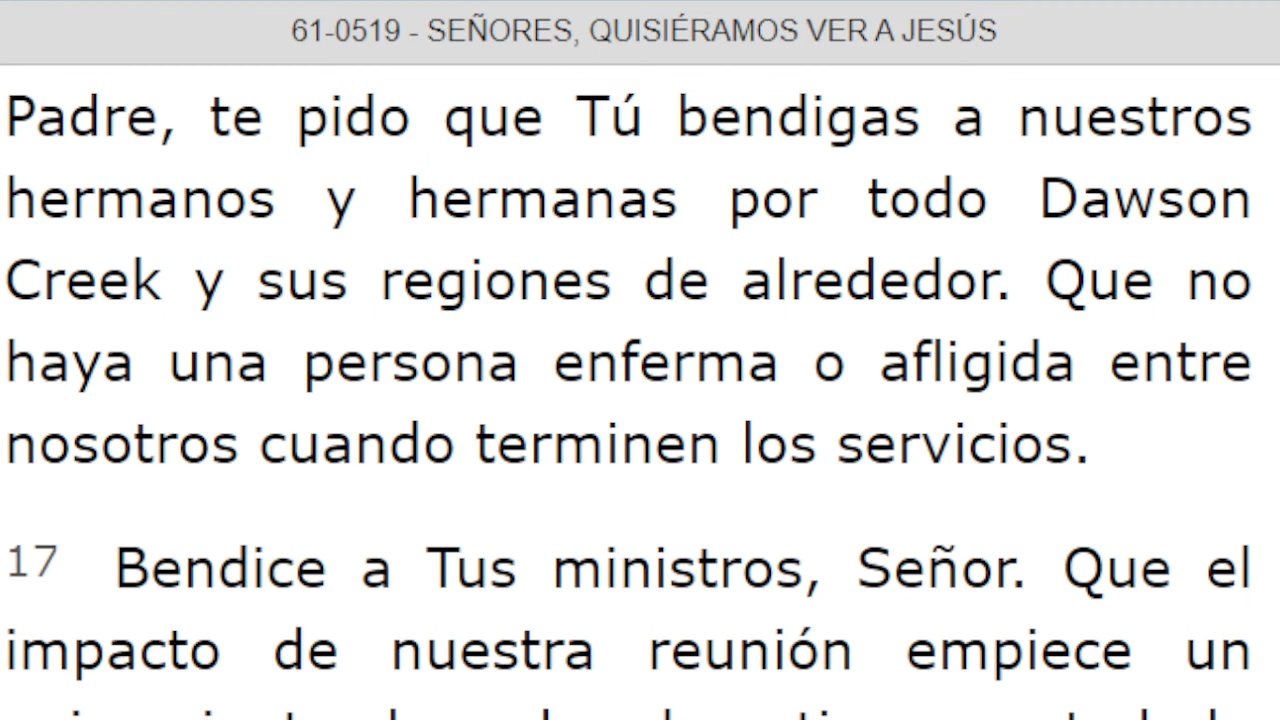 61-0519 - SEÑORES, QUISIÉRAMOS VER A JESÚS
Padre, te pido que Tú bendigas a nuestros
hermanos y hermanas por todo Dawson
Creek y sus regiones de alrededor. Que no
haya una persona enferma o afligida entre
nosotros cuando terminen los servicios.
17 Bendice a Tus ministros, Señor. Que el
impacto de nuestra reunión empiece un